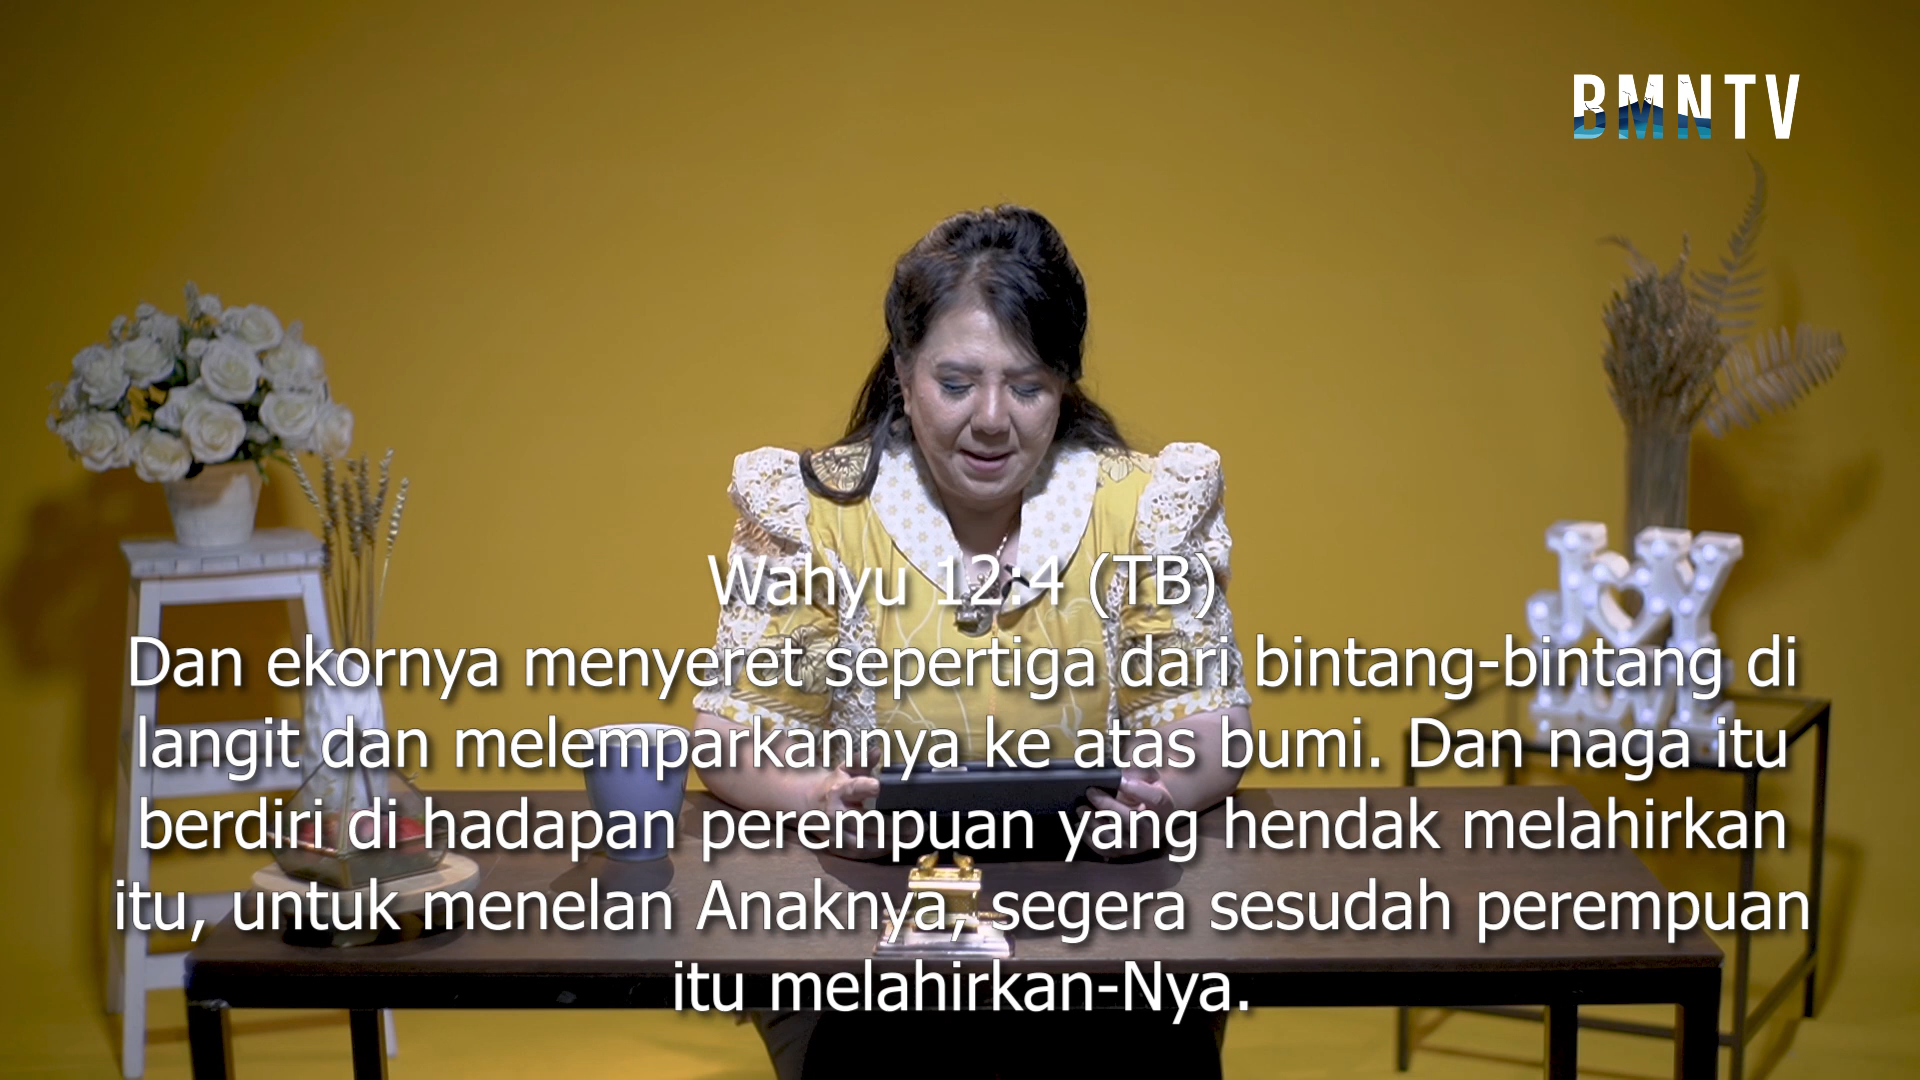 BMNTV
Wahyu 12:4 (TB)
Dan ekornya menyeret sepertiga dari bintang-bintang di
langit dan melemparkannya ke atas bumi. Dan naga itu
berdiri di hadapan perempuan yang hendak melahirkan
itu, untuk menelan Anaknya, segera sesudah perempuan
itu melahirkan-Nya.
JOY